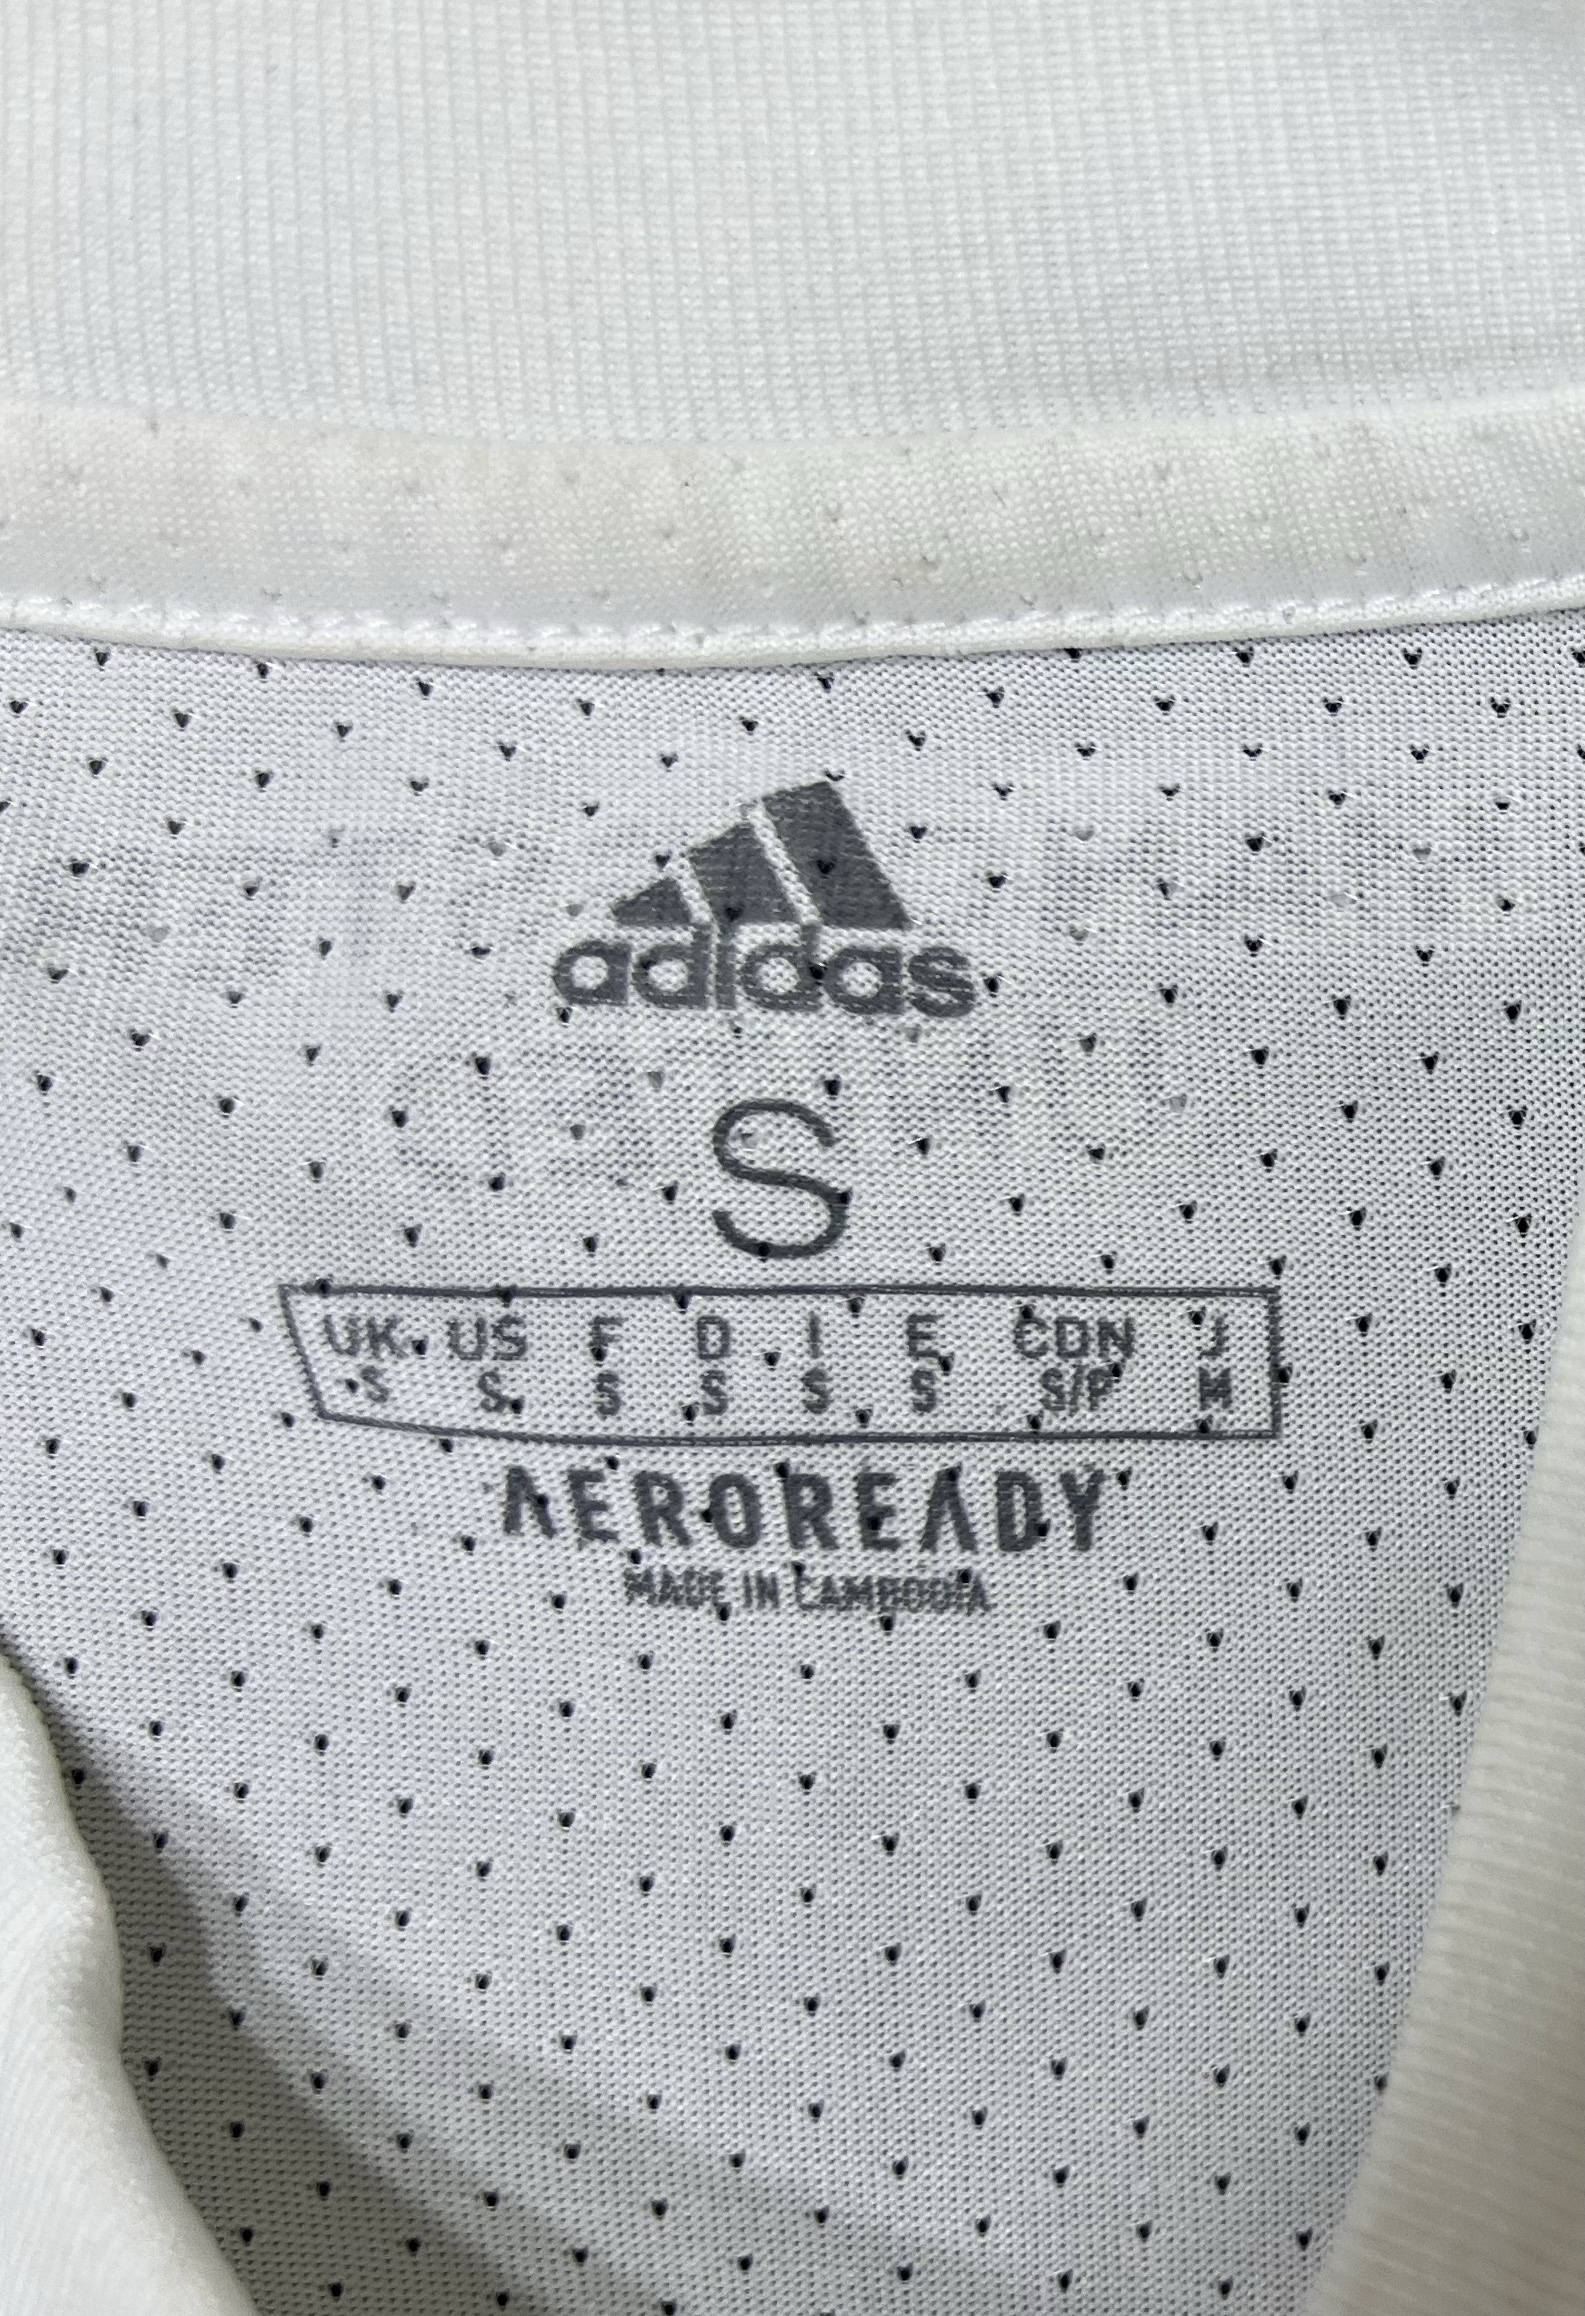 adidas
S
UK US F D I E CDN J
S S S S S S S/P M
AEROREADY
MADE IN CAMBODIA